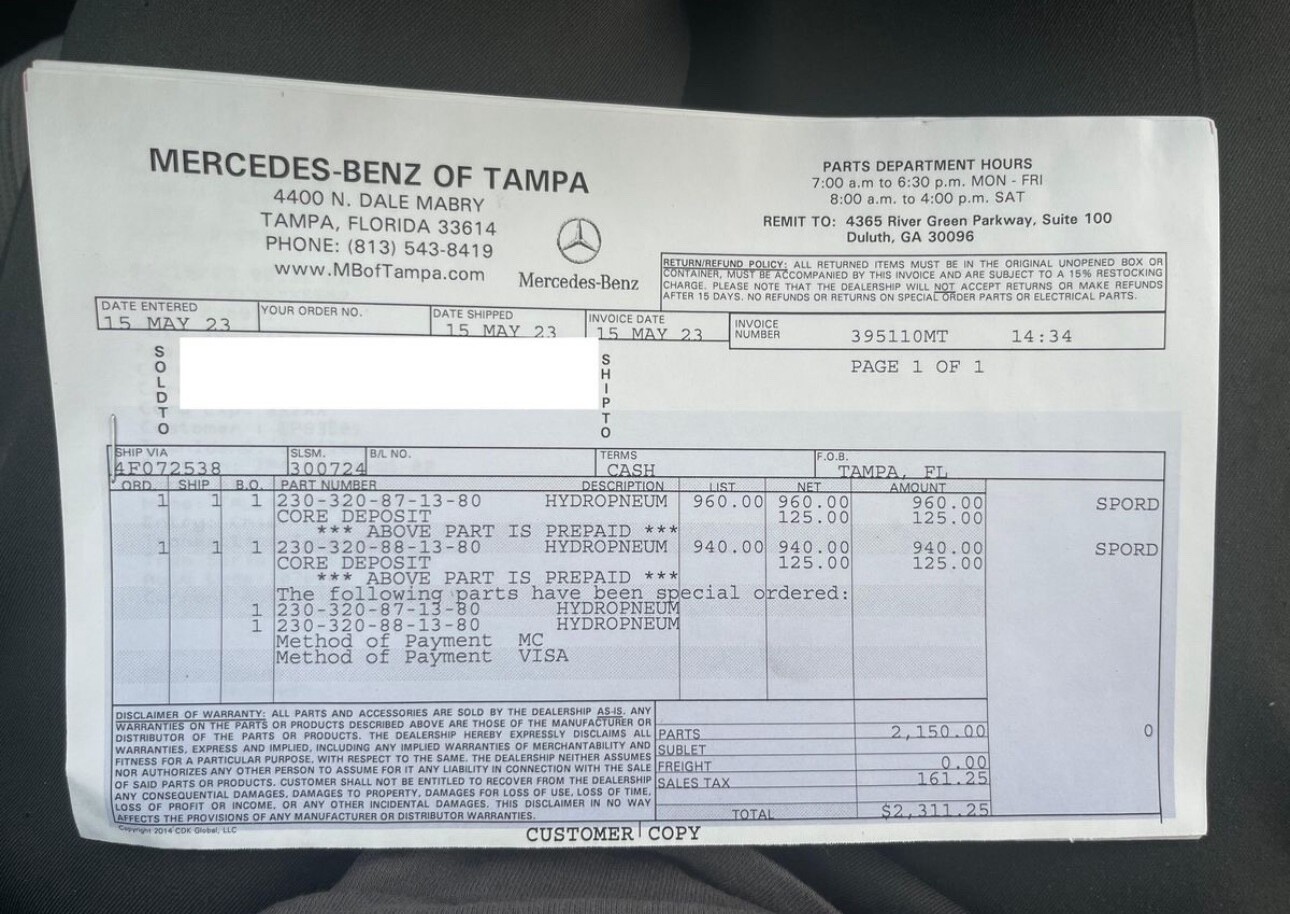 MERCEDES-BENZ OF TAMPA
4400 N. DALE MABRY
TAMPA, FLORIDA 33614
PHONE: (813) 543-8419
www.MBofTampa.com
Mercedes-Benz
PARTS DEPARTMENT HOURS
7:00 a.m to 6:30 p.m. MON - FRI
8:00 a.m. to 4:00 p.m. SAT
REMIT TO: 4365 River Green Parkway, Suite 100
Duluth, GA 30096
RETURN/REFUND POLICY: ALL RETURNED ITEMS MUST BE IN THE ORIGINAL UNOPENED BOX OR
CONTAINER, MUST BE ACCOMPANIED BY THIS INVOICE AND ARE SUBJECT TO A 15% RESTOCKING
CHARGE. PLEASE NOTE THAT THE DEALERSHIP WILL NOT ACCEPT RETURNS OR MAKE REFUNDS
AFTER 15 DAYS. NO REFUNDS OR RETURNS ON SPECIAL ORDER PARTS OR ELECTRICAL PARTS.
DATE ENTERED YOUR ORDER NO. DATE SHIPPED INVOICE DATE INVOICE NUMBER
15 MAY 23 15 MAY 23 15 MAY 23 395110MT 14:34
PAGE 1 OF 1
SOLD TO
SHIP TO
SHIP VIA SLSM. B/L NO. TERMS F.O.B.
4F072538 300724 CASH TAMPA, FL
ORD. SHIP B.O. PART NUMBER DESCRIPTION LIST NET AMOUNT
1 1 1 230-320-87-13-80 HYDROPNEUM 960.00 960.00 960.00 SPORD
CORE DEPOSIT 125.00 125.00
*** ABOVE PART IS PREPAID ***
1 1 1 230-320-88-13-80 HYDROPNEUM 940.00 940.00 940.00 SPORD
CORE DEPOSIT 125.00 125.00
*** ABOVE PART IS PREPAID ***
The following parts have been special ordered:
1 230-320-87-13-80 HYDROPNEUM
1 230-320-88-13-80 HYDROPNEUM
Method of Payment MC
Method of Payment VISA
DISCLAIMER OF WARRANTY: ALL PARTS AND ACCESSORIES ARE SOLD BY THE DEALERSHIP AS-IS. ANY
WARRANTIES ON THE PARTS OR PRODUCTS DESCRIBED ABOVE ARE THOSE OF THE MANUFACTURER OR
DISTRIBUTOR OF THE PARTS OR PRODUCTS. THE DEALERSHIP HEREBY EXPRESSLY DISCLAIMS ALL
WARRANTIES, EXPRESS AND IMPLIED, INCLUDING ANY IMPLIED WARRANTIES OF MERCHANTABILITY AND
FITNESS FOR A PARTICULAR PURPOSE, WITH RESPECT TO THE SAME. THE DEALERSHIP NEITHER ASSUMES
NOR AUTHORIZES ANY OTHER PERSON TO ASSUME FOR IT ANY LIABILITY IN CONNECTION WITH THE SALE
OF SAID PARTS OR PRODUCTS. CUSTOMER SHALL NOT BE ENTITLED TO RECOVER FROM THE DEALERSHIP
ANY CONSEQUENTIAL DAMAGES, DAMAGES TO PROPERTY, DAMAGES FOR LOSS OF USE, LOSS OF TIME,
LOSS OF PROFIT OR INCOME, OR ANY OTHER INCIDENTAL DAMAGES. THIS DISCLAIMER IN NO WAY
AFFECTS THE PROVISIONS OF ANY MANUFACTURER OR DISTRIBUTOR WARRANTIES.
PARTS 2,150.00 0
SUBLET
FREIGHT 0.00
SALES TAX 161.25
TOTAL $2,311.25
Copyright 2014 CDK Global, LLC
CUSTOMER COPY